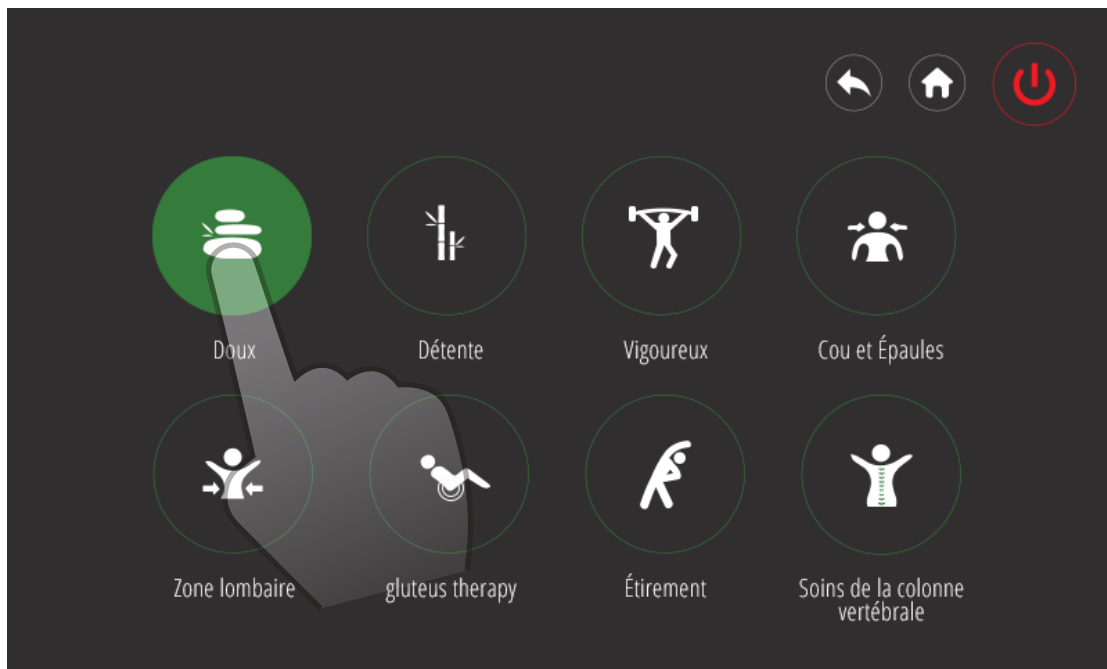 Doux
Détente
Vigoureux
Cou et Épaules
Zone lombaire
gluteus therapy
Étirement
Soins de la colonne
vertébrale